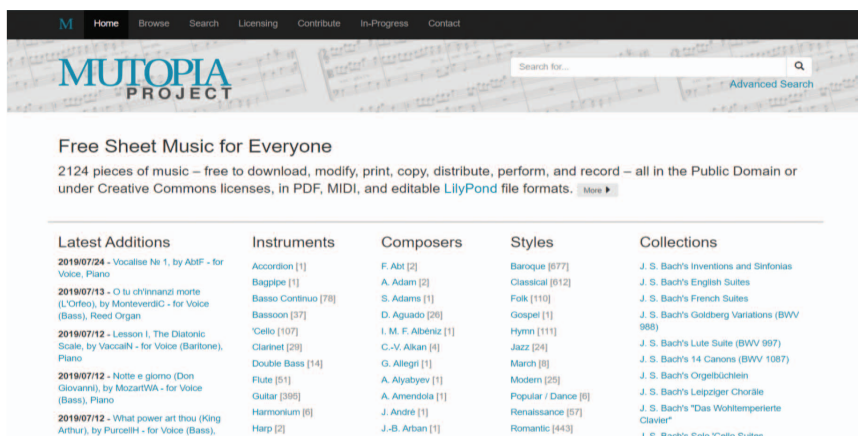 M Home Browse Search Licensing Contribute In-Progress Contact
MUTOPIA
PROJECT
Search for...
Advanced Search
Free Sheet Music for Everyone
2124 pieces of music – free to download, modify, print, copy, distribute, perform, and record – all in the Public Domain or
under Creative Commons licenses, in PDF, MIDI, and editable LilyPond file formats. More
Latest Additions
2019/07/24 - Vocalise № 1, by AbtF - for
Voice, Piano
2019/07/13 - O tu ch'innanzi morte
(L'Orfeo), by MonteverdiC - for Voice
(Bass), Reed Organ
2019/07/12 - Lesson I, The Diatonic
Scale, by VaccaiN - for Voice (Baritone),
Piano
2019/07/12 - Notte e giorno (Don
Giovanni), by MozartWA - for Voice
(Bass), Piano
2019/07/12 - What power art thou (King
Arthur), by PurcellH - for Voice (Bass),
Instruments
Accordion [1]
Bagpipe [1]
Basso Continuo [78]
Bassoon [37]
'Cello [107]
Clarinet [29]
Double Bass [14]
Flute [51]
Guitar [395]
Harmonium [6]
Harp [2]
Composers
F. Abt [2]
A. Adam [2]
S. Adams [1]
D. Aguado [26]
I. M. F. Albéniz [1]
C.-V. Alkan [4]
G. Allegri [1]
A. Alyabyev [1]
A. Amendola [1]
J. André [1]
J.-B. Arban [1]
Styles
Baroque [677]
Classical [612]
Folk [110]
Gospel [1]
Hymn [111]
Jazz [24]
March [8]
Modern [25]
Popular / Dance [6]
Renaissance [57]
Romantic [443]
Collections
J. S. Bach's Inventions and Sinfonias
J. S. Bach's English Suites
J. S. Bach's French Suites
J. S. Bach's Goldberg Variations (BWV
988)
J. S. Bach's Lute Suite (BWV 997)
J. S. Bach's 14 Canons (BWV 1087)
J. S. Bach's Orgelbüchlein
J. S. Bach's Leipziger Choräle
J. S. Bach's "Das Wohltemperierte
Clavier"
J. S. Bach's Solo 'Cello Suites